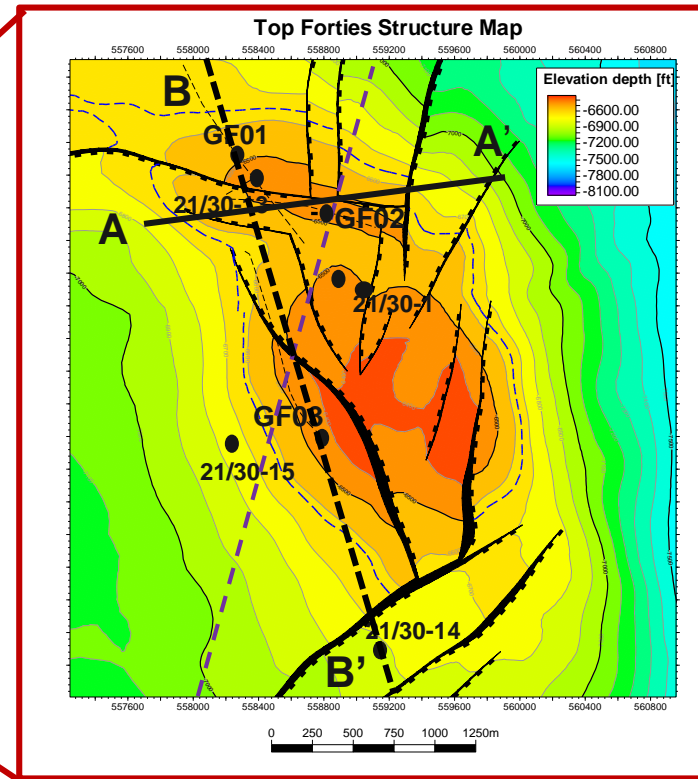 Top Forties Structure Map
557600 558000 558400 558800 559200 559600 560000 560400 560800
Elevation depth [ft]
-6600.00
-6900.00
-7200.00
-7500.00
-7800.00
-8100.00
B
GF01
A'
21/30-13
GF02
A
21/30-1
GF03
21/30-15
21/30-14
B'
557600 558000 558400 558800 559200 559600 560000 560400 560800
0 250 500 750 1000 1250m